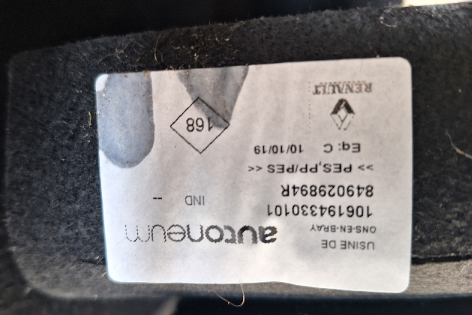 USINE DE
ONS-EN-BRAY
autoneum
106194330101
849029894R
IND --
>> PES,PP/PES <<
Eq: C 10/10/19
168
RENAULT